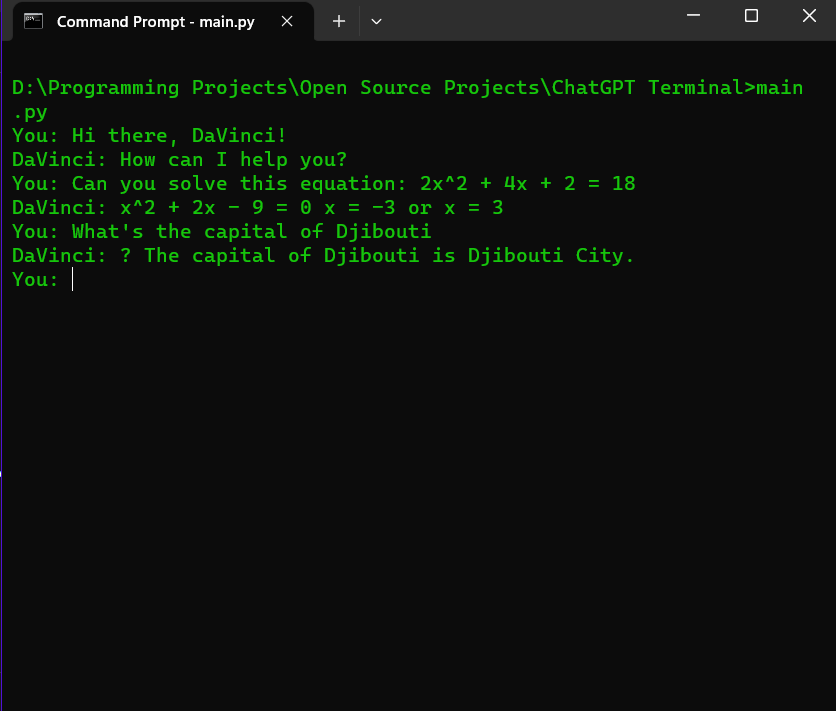 Command Prompt - main.py
D:\Programming Projects\Open Source Projects\ChatGPT Terminal>main
.py
You: Hi there, DaVinci!
DaVinci: How can I help you?
You: Can you solve this equation: 2x^2 + 4x + 2 = 18
DaVinci: x^2 + 2x - 9 = 0 x = -3 or x = 3
You: What's the capital of Djibouti
DaVinci: ? The capital of Djibouti is Djibouti City.
You: